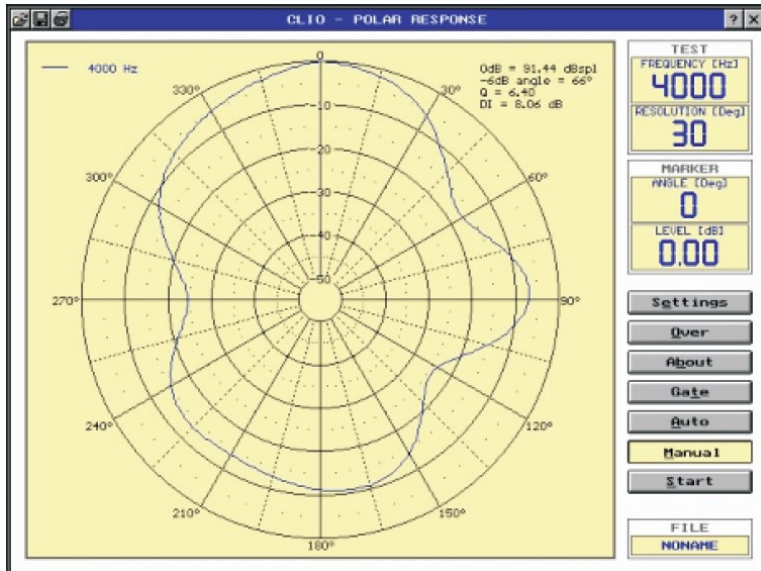 CLIO - POLAR RESPONSE
? X
4000 Hz
0dB = 91.44 dBspl
-6dB angle = 66°
Q = 6.40
DI = 8.06 dB
0
330°
30°
-10
-20
300°
60°
-30
-40
-50
270°
90°
240°
120°
210°
150°
180°
TEST
FREQUENCY [Hz]
4000
RESOLUTION [Deg]
30
MARKER
ANGLE [Deg]
0
LEVEL [dB]
0.00
Settings
Over
About
Gate
Auto
Manual
Start
FILE
NONAME